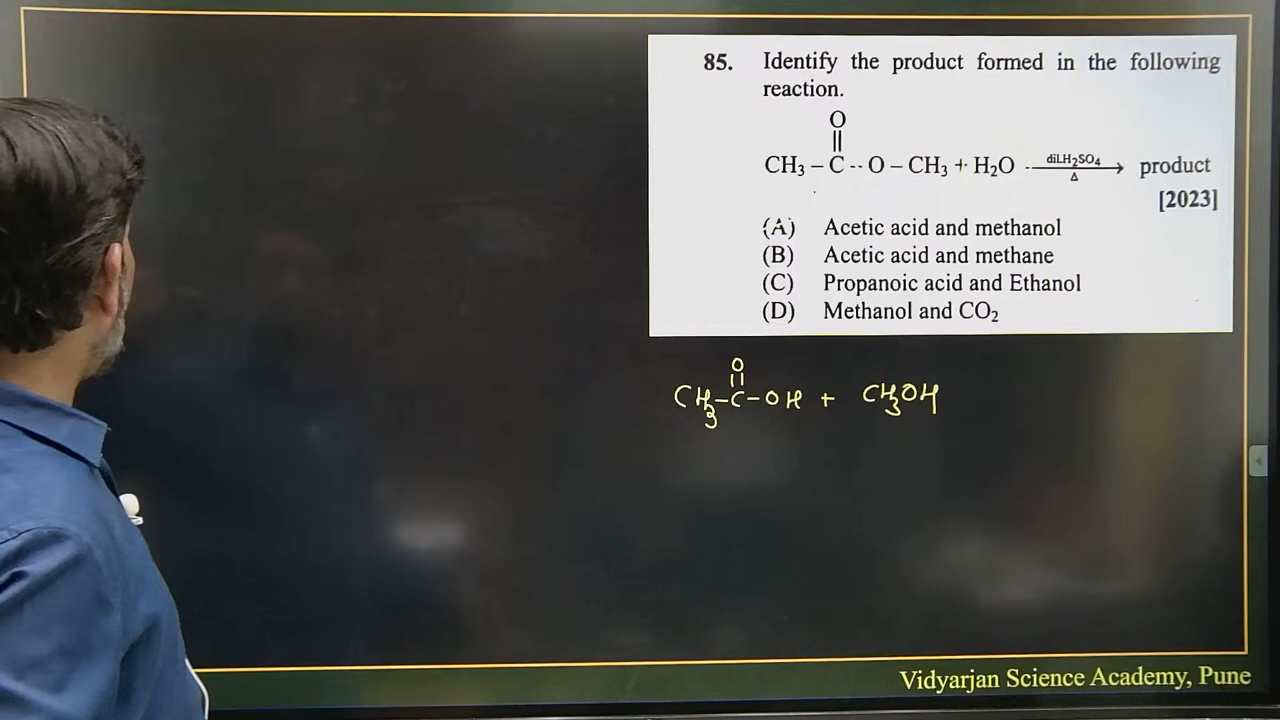 85. Identify the product formed in the following
reaction.
O
||
CH₃ – C -- O – CH₃ + H₂O dil.H₂SO₄ → product
Δ
[2023]
(A) Acetic acid and methanol
(B) Acetic acid and methane
(C) Propanoic acid and Ethanol
(D) Methanol and CO₂
O
||
CH₃–C–OH + CH₃OH
Vidyarjan Science Academy, Pune